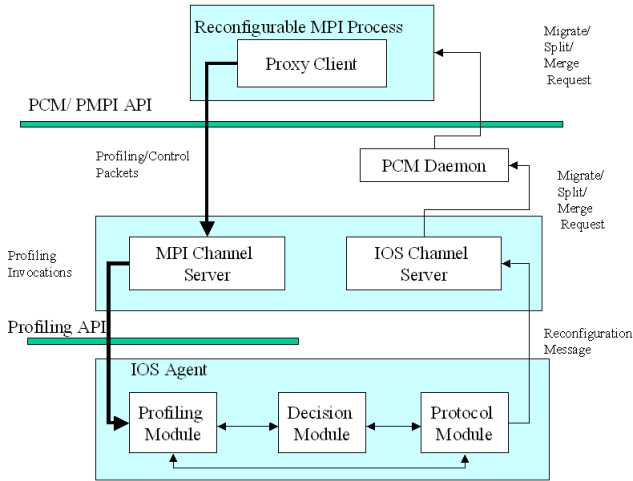 Reconfigurable MPI Process
Proxy Client
Migrate/
Split/
Merge
Request
PCM/ PMPI API
Profiling/Control
Packets
PCM Daemon
Migrate/
Split/
Merge
Request
Profiling
Invocations
MPI Channel
Server
IOS Channel
Server
Profiling API
Reconfiguration
Message
IOS Agent
Profiling
Module
Decision
Module
Protocol
Module